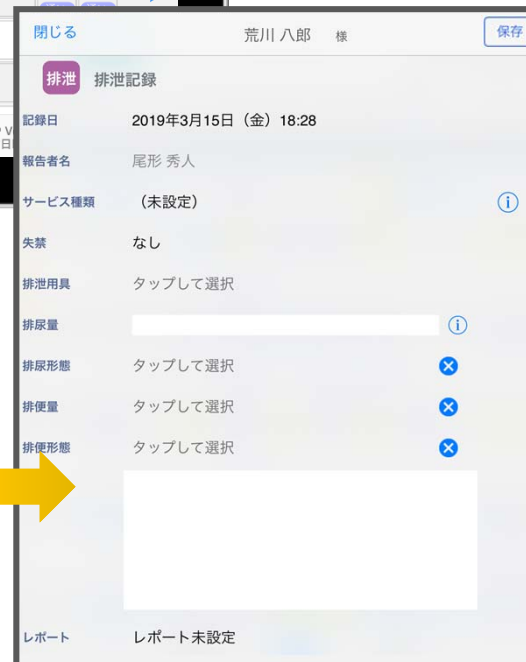 閉じる 荒川 八郎 様 保存
排泄 排泄記録
記録日 2019年3月15日（金）18:28
報告者名 尾形 秀人
サービス種類 （未設定）
失禁 なし
排泄用具 タップして選択
排尿量
排尿形態 タップして選択
排便量 タップして選択
排便形態 タップして選択
レポート レポート未設定